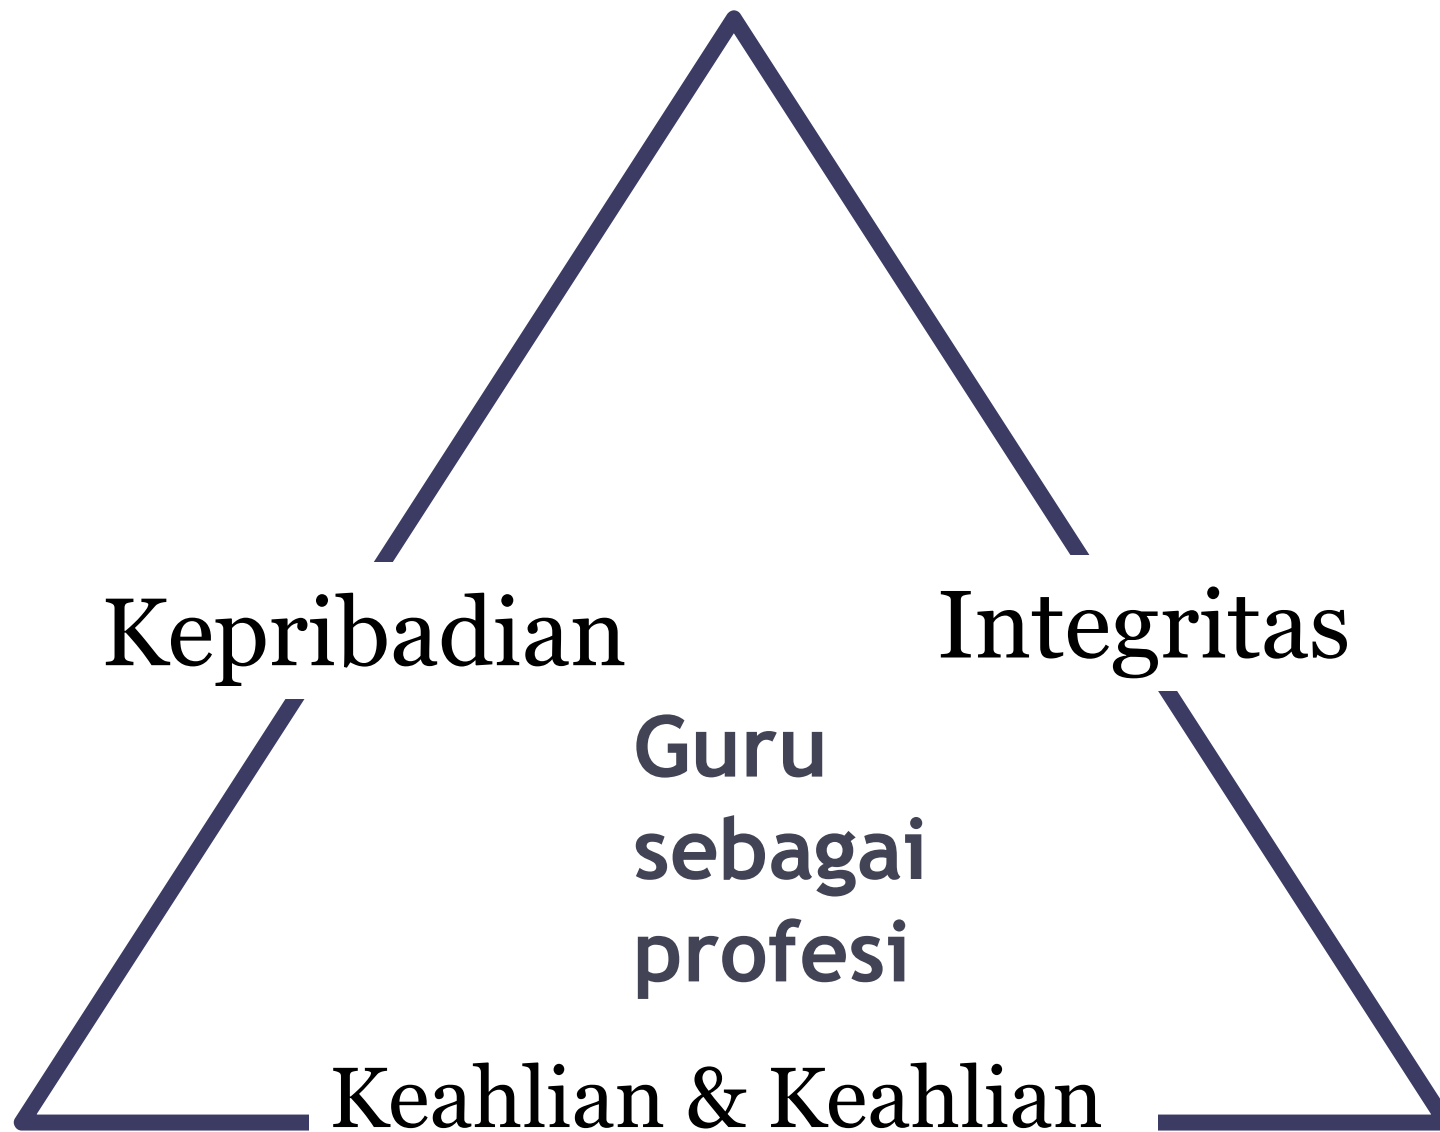 Kepribadian
Integritas
Guru
sebagai
profesi
Keahlian & Keahlian